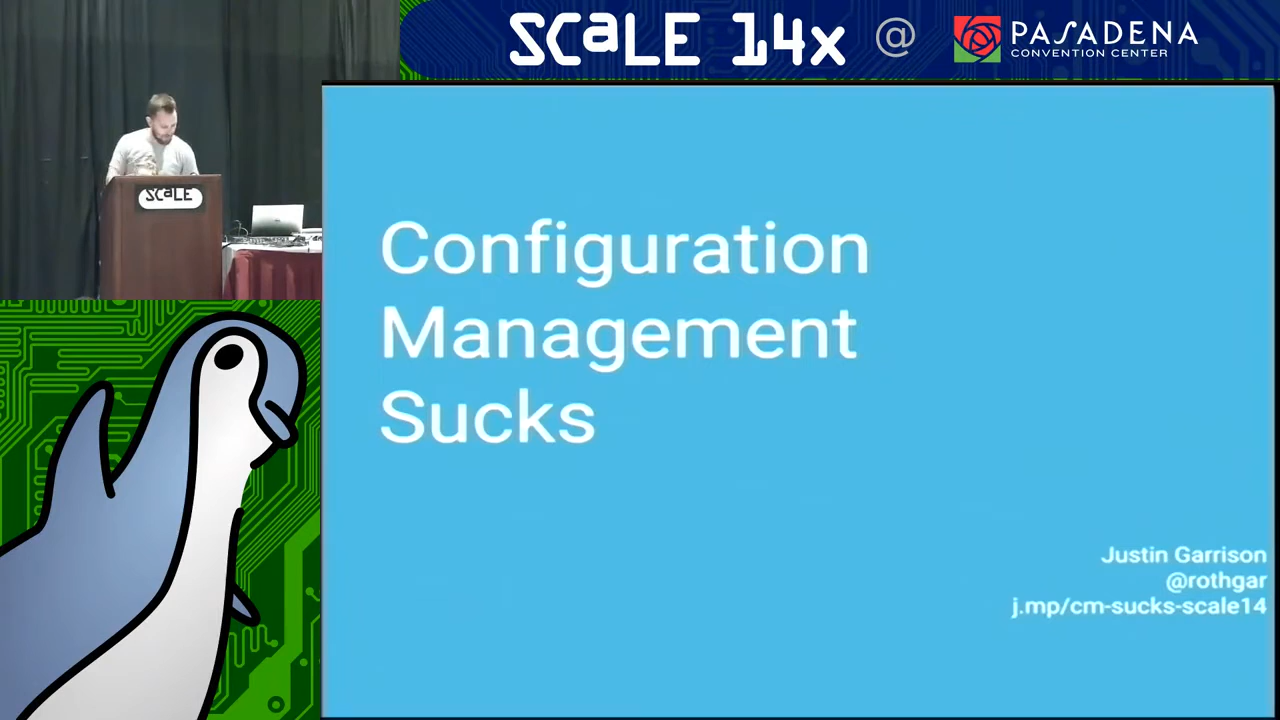 SCaLE 14x @ PASADENA
CONVENTION CENTER
SCaLE
Configuration
Management
Sucks
Justin Garrison
@rothgar
j.mp/cm-sucks-scale14